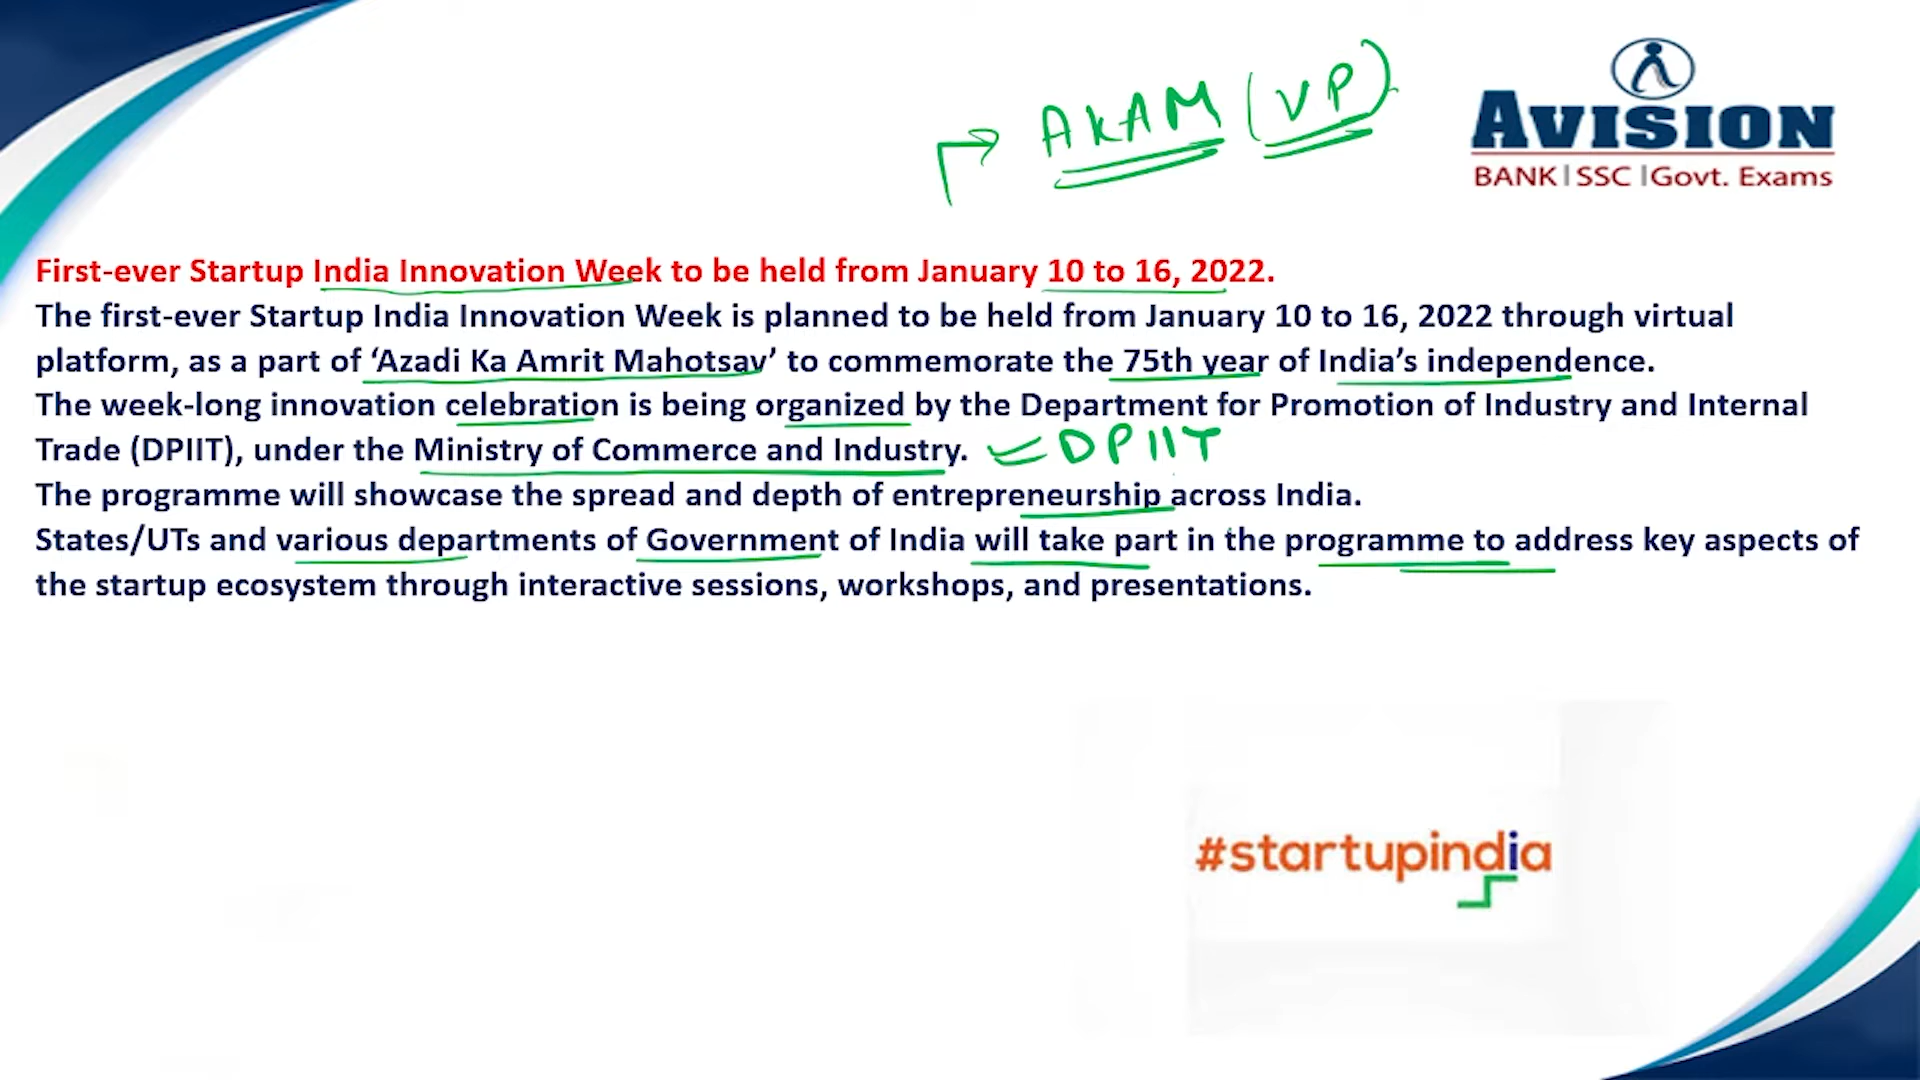 AKAM (VP)
AVISION
BANK | SSC | Govt. Exams
First-ever Startup India Innovation Week to be held from January 10 to 16, 2022.
The first-ever Startup India Innovation Week is planned to be held from January 10 to 16, 2022 through virtual
platform, as a part of ‘Azadi Ka Amrit Mahotsav’ to commemorate the 75th year of India’s independence.
The week-long innovation celebration is being organized by the Department for Promotion of Industry and Internal
Trade (DPIIT), under the Ministry of Commerce and Industry. DPIIT
The programme will showcase the spread and depth of entrepreneurship across India.
States/UTs and various departments of Government of India will take part in the programme to address key aspects of
the startup ecosystem through interactive sessions, workshops, and presentations.
#startupindia